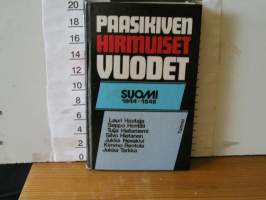 PAASIKIVEN
HIRMUISET
VUODET
SUOMI
1944-1948
Lauri Haataja
Seppo Hentilä
Tuija Hietaniemi
Silvo Hietanen
Jukka Nevakivi
Kimmo Rentola
Jukka Tarkka
Tammi